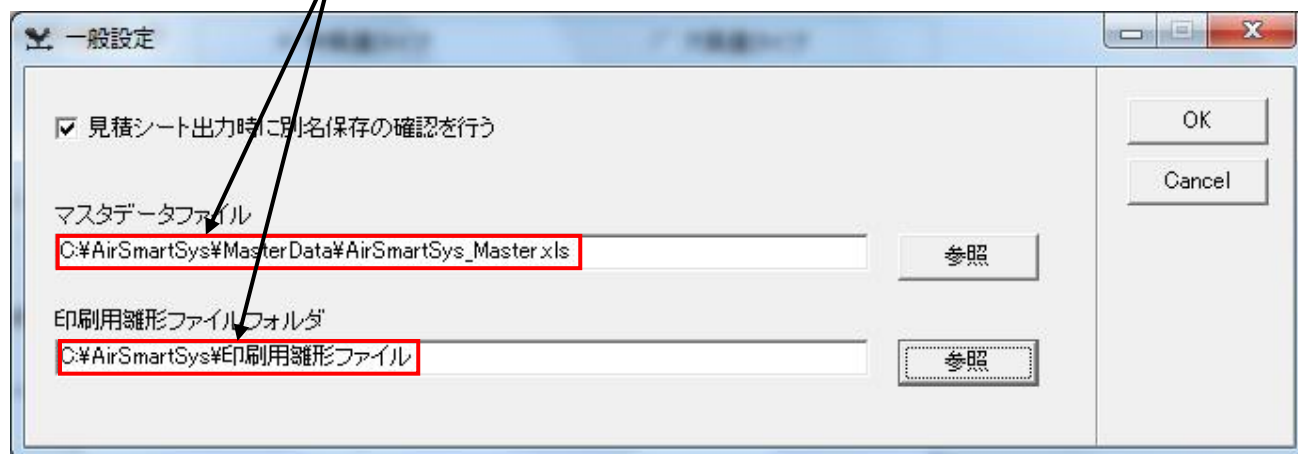 一般設定
見積シート出力時に別名保存の確認を行う
OK
Cancel
マスタデータファイル
C:¥AirSmartSys¥MasterData¥AirSmartSys_Master.xls
参照
印刷用雛形ファイルフォルダ
C:¥AirSmartSys¥印刷用雛形ファイル
参照